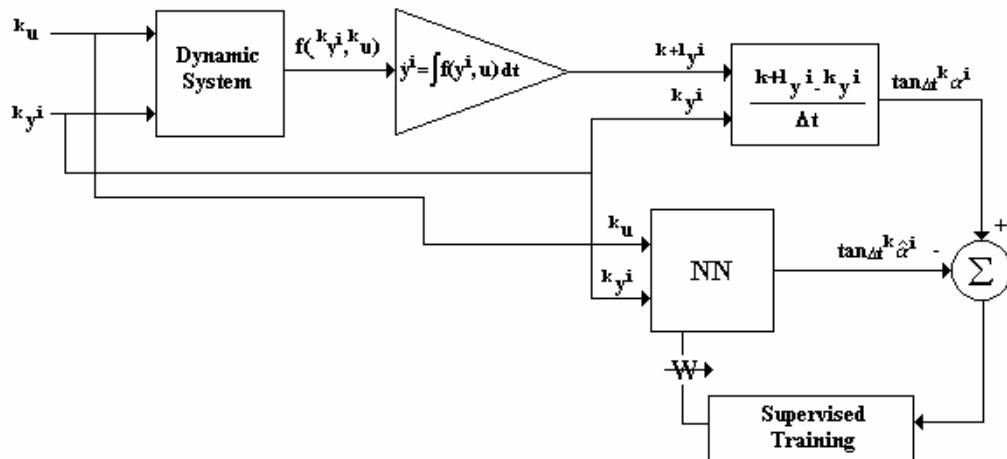 ᵏu
Dynamic
System
f(ᵏyⁱ,ᵏu)
yⁱ=∫f(yⁱ,u)dt
ᵏ⁺¹yⁱ
ᵏyⁱ
ᵏyⁱ
ᵏ⁺¹yⁱ-ᵏyⁱ
Δt
tanΔtᵏαⁱ
+
ᵏu
NN
ᵏyⁱ
tanΔtᵏα̂ⁱ
-
Σ
W
Supervised
Training